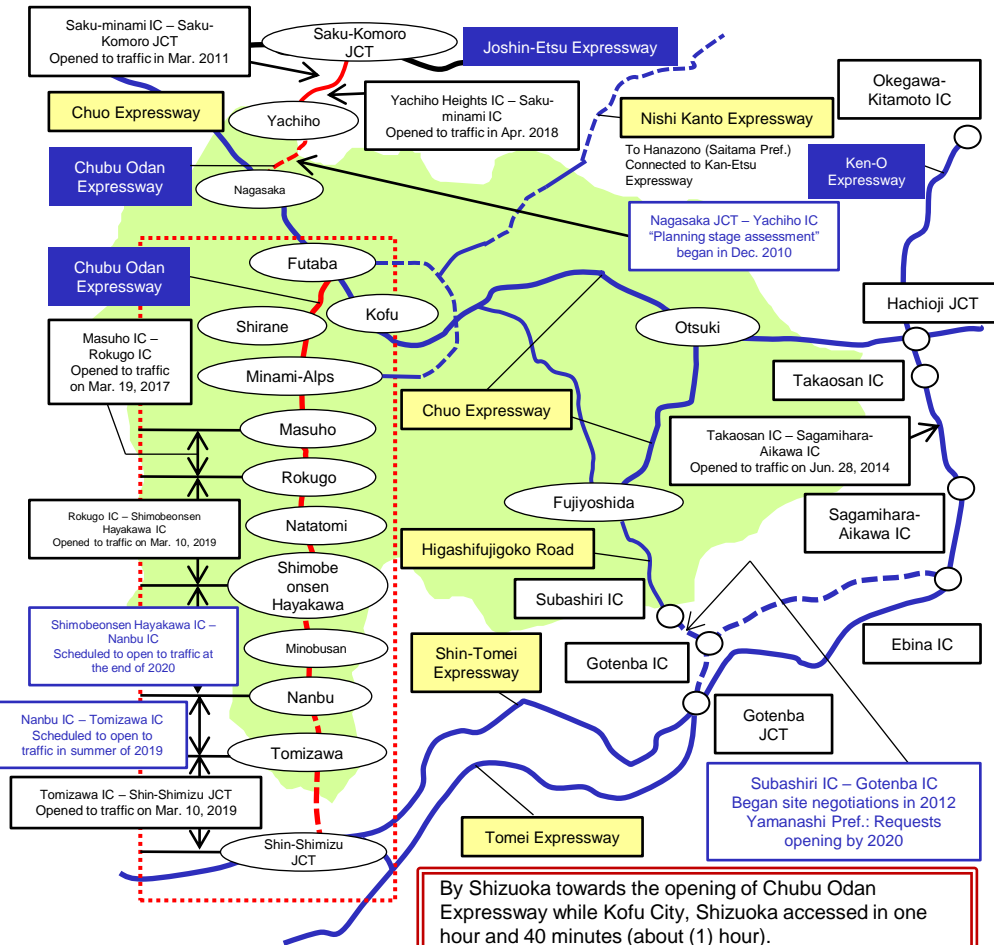 Saku-minami IC – Saku-
Komoro JCT
Opened to traffic in Mar. 2011
Saku-Komoro
JCT
Joshin-Etsu Expressway
Okegawa-
Kitamoto IC
Chuo Expressway
Yachiho
Yachiho Heights IC – Saku-
minami IC
Opened to traffic in Apr. 2018
Nishi Kanto Expressway
To Hanazono (Saitama Pref.)
Connected to Kan-Etsu
Expressway
Ken-O
Expressway
Chubu Odan
Expressway
Nagasaka
Nagasaka JCT – Yachiho IC
“Planning stage assessment”
began in Dec. 2010
Chubu Odan
Expressway
Futaba
Kofu
Shirane
Otsuki
Hachioji JCT
Masuho IC –
Rokugo IC
Opened to traffic
on Mar. 19, 2017
Minami-Alps
Takaosan IC
Chuo Expressway
Masuho
Takaosan IC – Sagamihara-
Aikawa IC
Opened to traffic on Jun. 28, 2014
Rokugo
Fujiyoshida
Sagamihara-
Aikawa IC
Rokugo IC – Shimobeonsen
Hayakawa IC
Opened to traffic on Mar. 10, 2019
Natatomi
Higashifujigoko Road
Shimobe
onsen
Hayakawa
Subashiri IC
Shimobeonsen Hayakawa IC –
Nanbu IC
Scheduled to open to traffic at
the end of 2020
Minobusan
Shin-Tomei
Expressway
Gotenba IC
Ebina IC
Nanbu
Nanbu IC – Tomizawa IC
Scheduled to open to
traffic in summer of 2019
Gotenba
JCT
Tomizawa
Tomizawa IC – Shin-Shimizu JCT
Opened to traffic on Mar. 10, 2019
Subashiri IC – Gotenba IC
Began site negotiations in 2012
Yamanashi Pref.: Requests
opening by 2020
Tomei Expressway
Shin-Shimizu
JCT
By Shizuoka towards the opening of Chubu Odan
Expressway while Kofu City, Shizuoka accessed in one
hour and 40 minutes (about (1) hour).